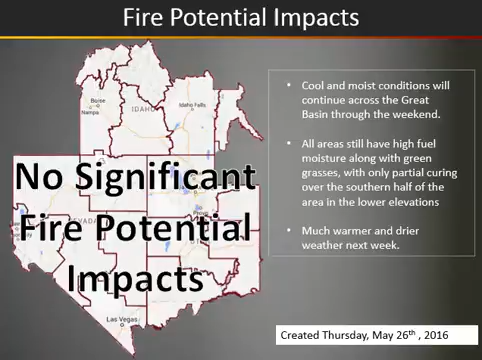 Fire Potential Impacts
• Cool and moist conditions will
continue across the Great
Basin through the weekend.
• All areas still have high fuel
moisture along with green
grasses, with only partial curing
over the southern half of the
area in the lower elevations
• Much warmer and drier
weather next week.
Boise
Nampa
IDAHO
Idaho Falls
No Significant
Fire Potential
Impacts
NEVADA
Provo
Las Vegas
Created Thursday, May 26th , 2016